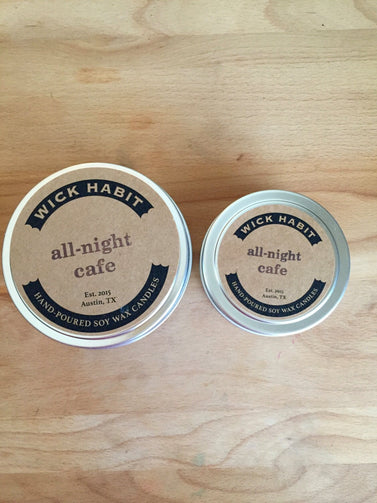 WICK HABIT
all-night
cafe
Est. 2015
Austin, TX
HAND-POURED SOY WAX CANDLES
WICK HABIT
all-night
cafe
Est. 2015
Austin, TX
HAND-POURED SOY WAX CANDLES